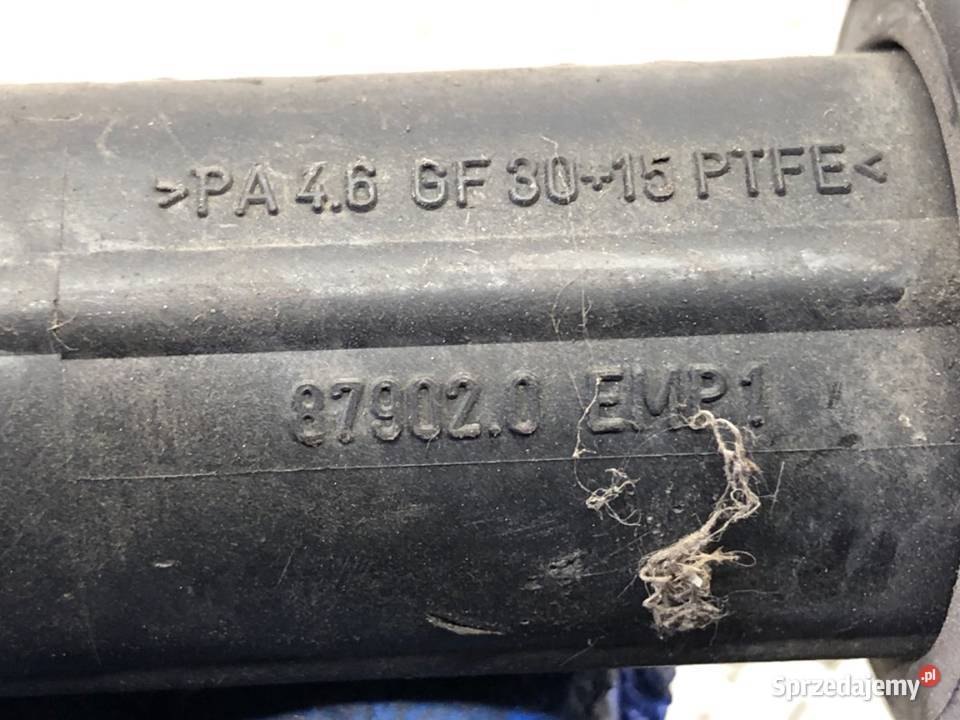 >PA 4.6 GF 30+15 PTFE<
87902.0 EMP1
Sprzedajemy.pl